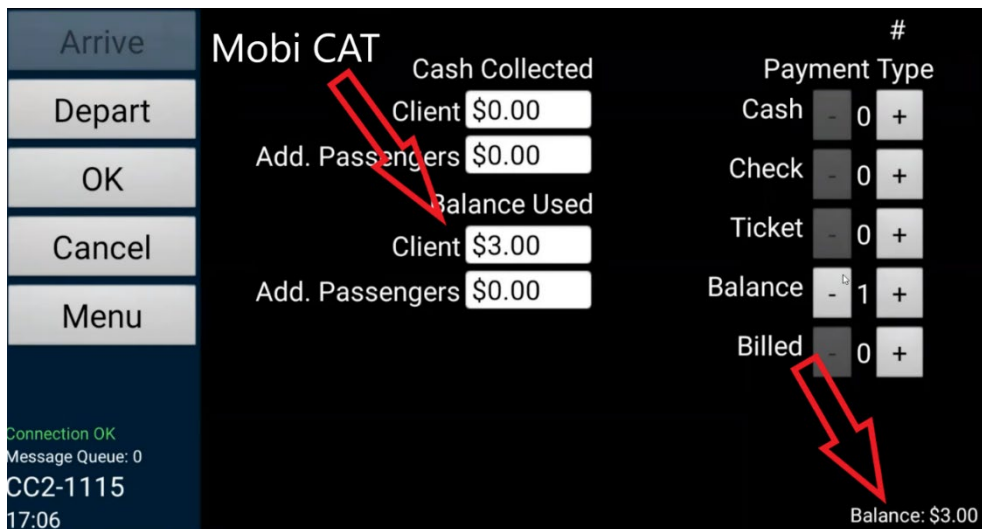 Arrive
Depart
OK
Cancel
Menu
Connection OK
Message Queue: 0
CC2-1115
17:06
Mobi CAT
Cash Collected
Client $0.00
Add. Passengers $0.00
Balance Used
Client $3.00
Add. Passengers $0.00
#
Payment Type
Cash - 0 +
Check - 0 +
Ticket - 0 +
Balance - 1 +
Billed - 0 +
Balance: $3.00